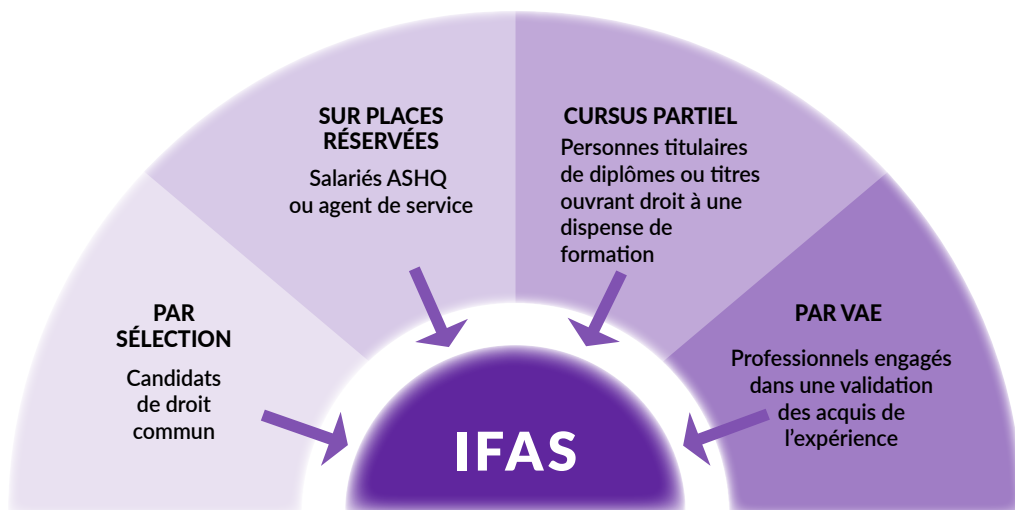 PAR
SÉLECTION
Candidats
de droit
commun
SUR PLACES
RÉSERVÉES
Salariés ASHQ
ou agent de service
CURSUS PARTIEL
Personnes titulaires
de diplômes ou titres
ouvrant droit à une
dispense de
formation
PAR VAE
Professionnels engagés
dans une validation
des acquis de
l'expérience
IFAS